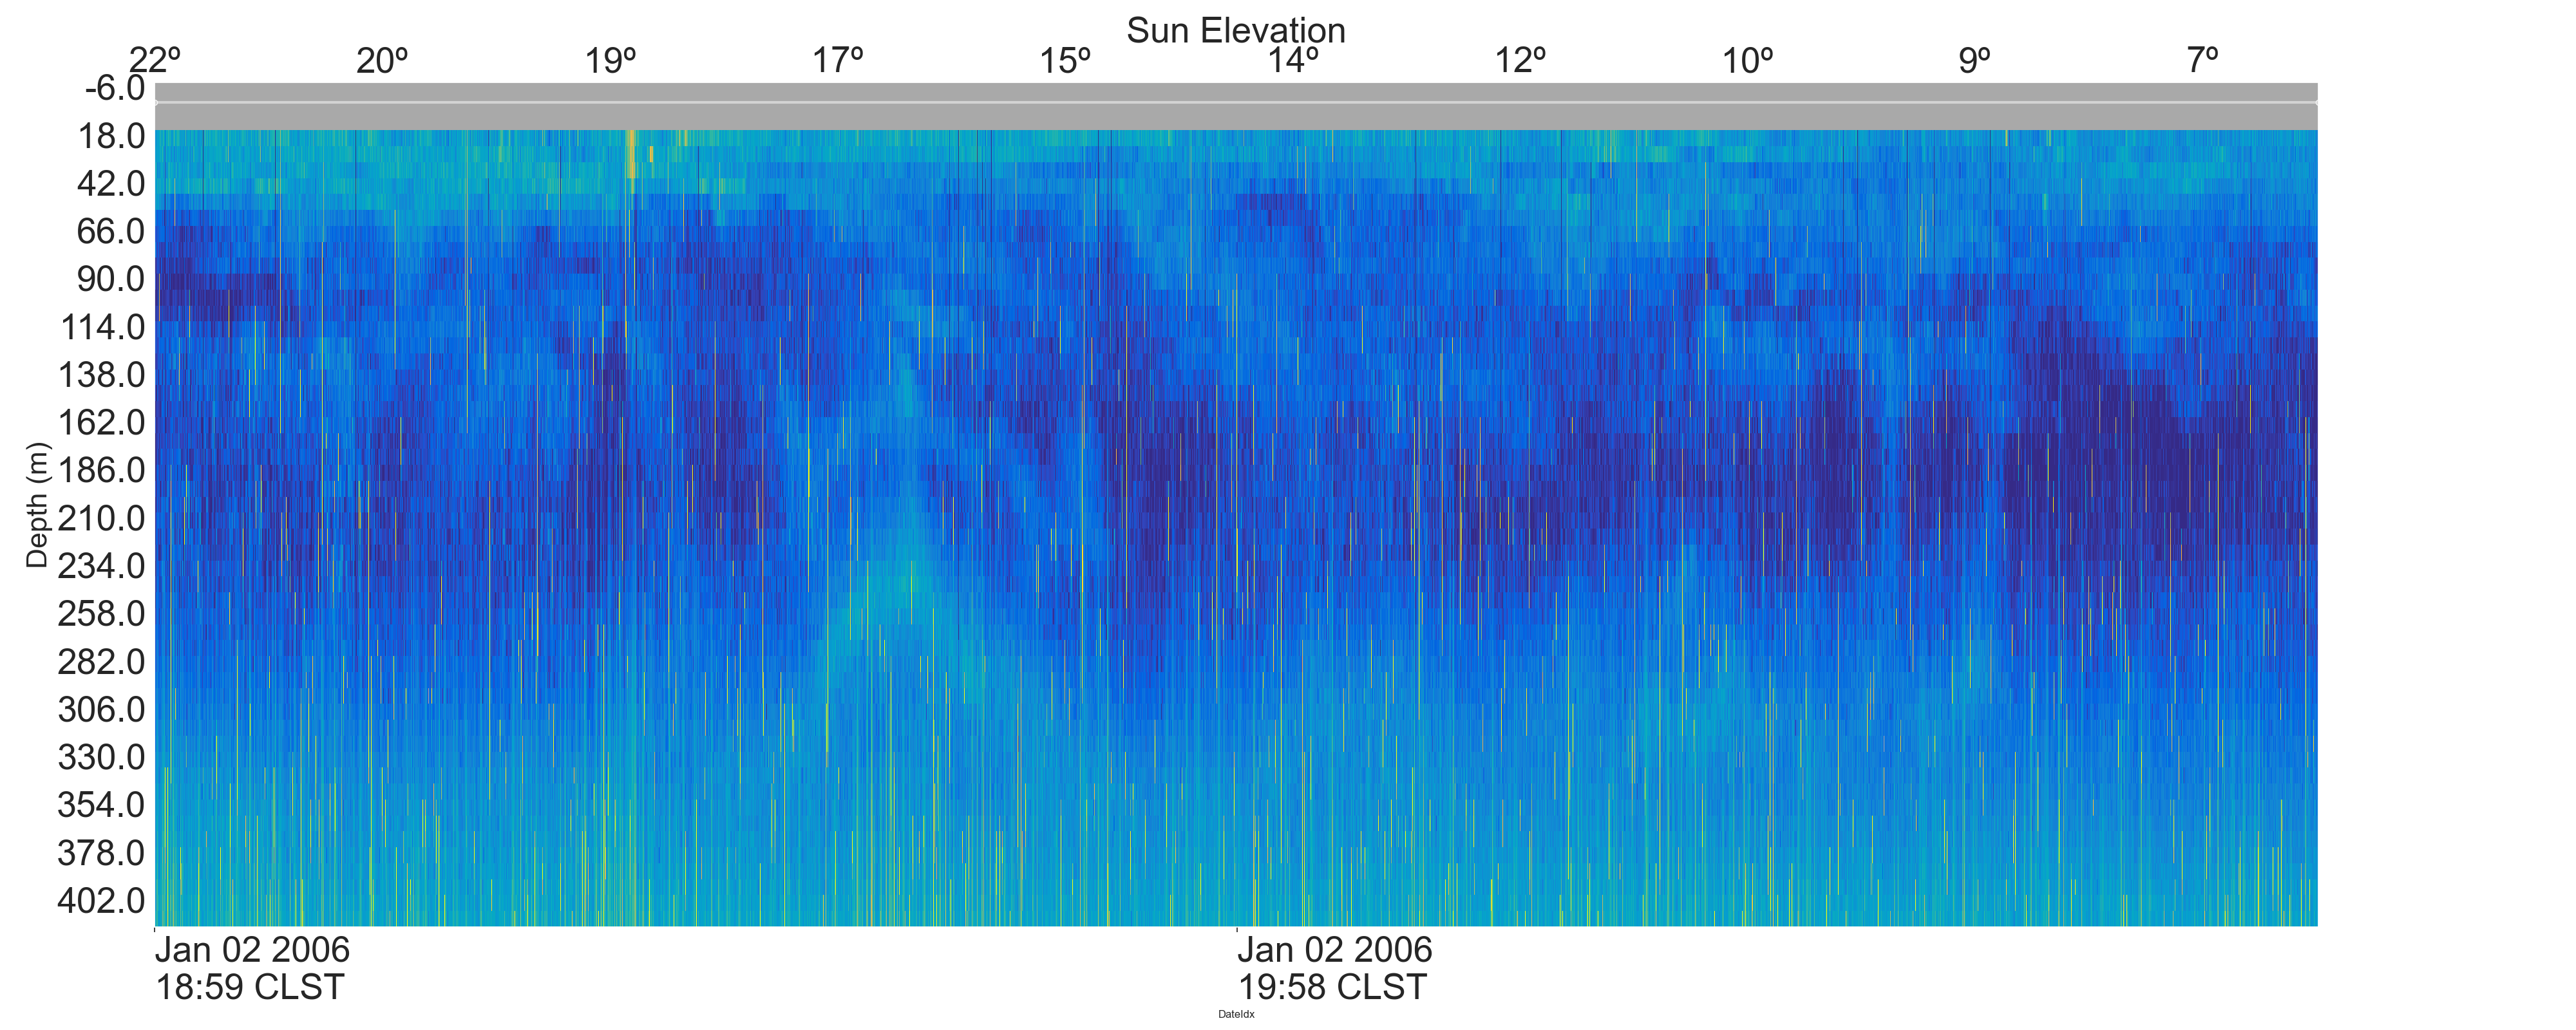 Sun Elevation
22º 20º 19º 17º 15º 14º 12º 10º 9º 7º
-6.0
18.0
42.0
66.0
90.0
114.0
138.0
162.0
186.0
210.0
234.0
258.0
282.0
306.0
330.0
354.0
378.0
402.0
Depth (m)
Jan 02 2006
18:59 CLST
Jan 02 2006
19:58 CLST
DateIdx